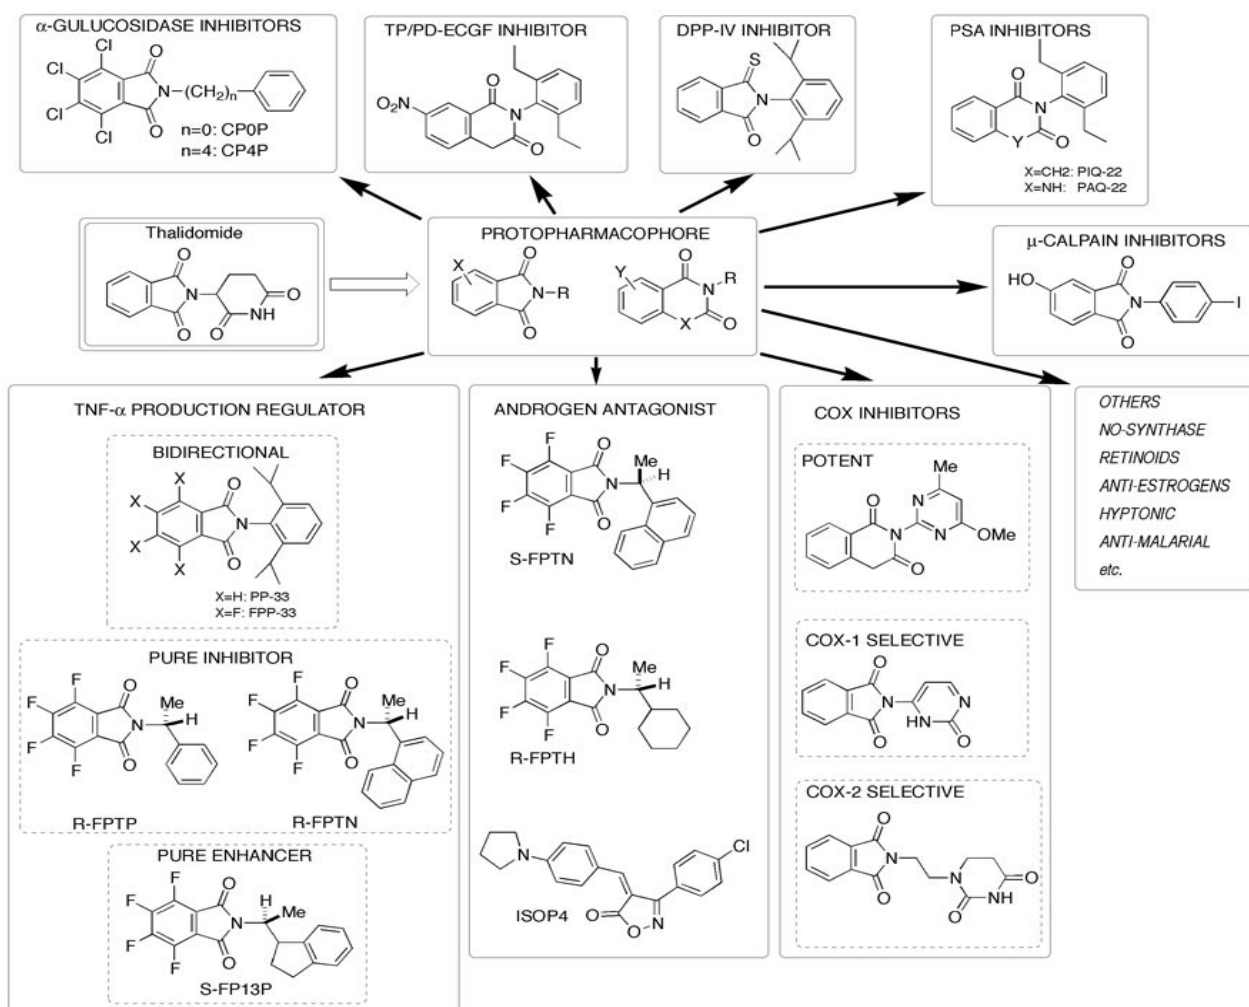 α-GULUCOSIDASE INHIBITORS
Cl
Cl
Cl
Cl
O
O
N
(CH2)n
n=0: CP0P
n=4: CP4P
TP/PD-ECGF INHIBITOR
O2N
O
N
O
DPP-IV INHIBITOR
S
N
O
PSA INHIBITORS
O
N
Y
O
X=CH2: PIQ-22
X=NH: PAQ-22
Thalidomide
O
N
O
O
NH
O
PROTOPHARMACOPHORE
X
O
N-R
O
Y
O
N-R
X
O
μ-CALPAIN INHIBITORS
HO
O
N
O
I
TNF-α PRODUCTION REGULATOR
BIDIRECTIONAL
X
X
X
X
O
N
O
X=H: PP-33
X=F: FPP-33
PURE INHIBITOR
F
F
F
F
O
N
O
Me
H
R-FPTP
F
F
F
F
O
N
O
Me
H
R-FPTN
PURE ENHANCER
F
F
F
F
O
N
O
H
Me
S-FP13P
ANDROGEN ANTAGONIST
F
F
F
F
O
N
O
Me
H
S-FPTN
F
F
F
F
O
N
O
Me
H
R-FPTH
N
Cl
O
O
N
ISOP4
COX INHIBITORS
POTENT
Me
O
N
N
N
OMe
O
COX-1 SELECTIVE
O
N
O
N
HN
O
COX-2 SELECTIVE
O
N
O
N
O
NH
O
OTHERS
NO-SYNTHASE
RETINOIDS
ANTI-ESTROGENS
HYPTONIC
ANTI-MALARIAL
etc.